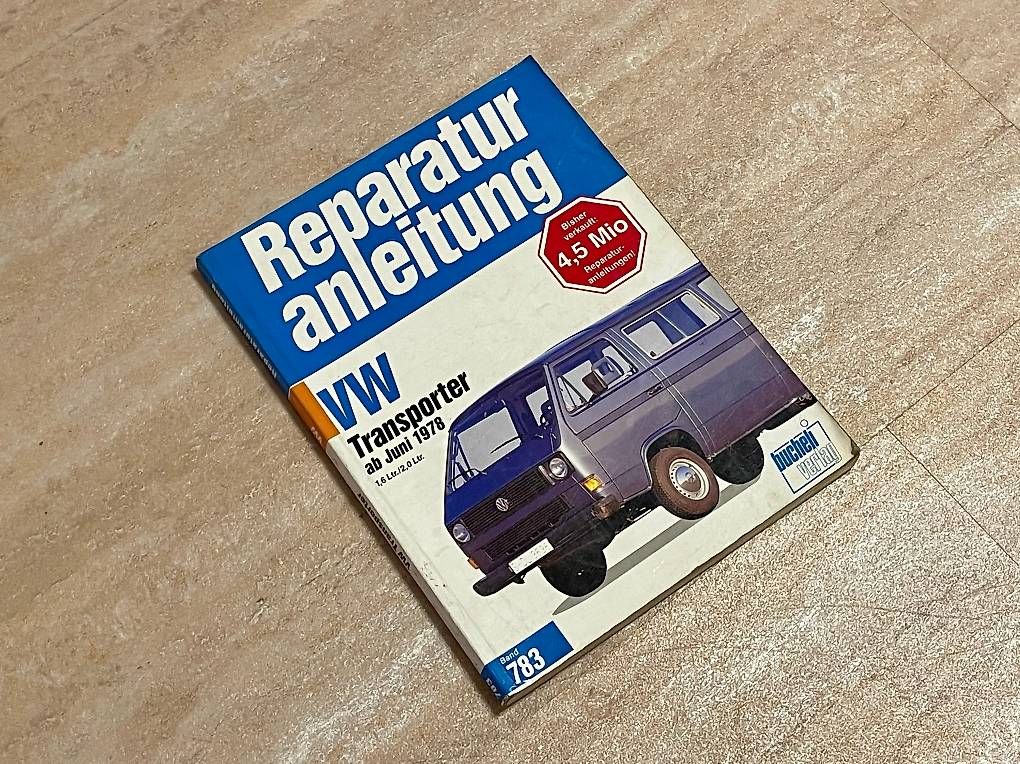 Reparatur
anleitung
Bisher
verkauft:
4,5 Mio
Reparatur-
anleitungen!
VW
Transporter
ab Juni 1978
1,6 Ltr./2,0 Ltr.
bucheli
verlag
Band
783